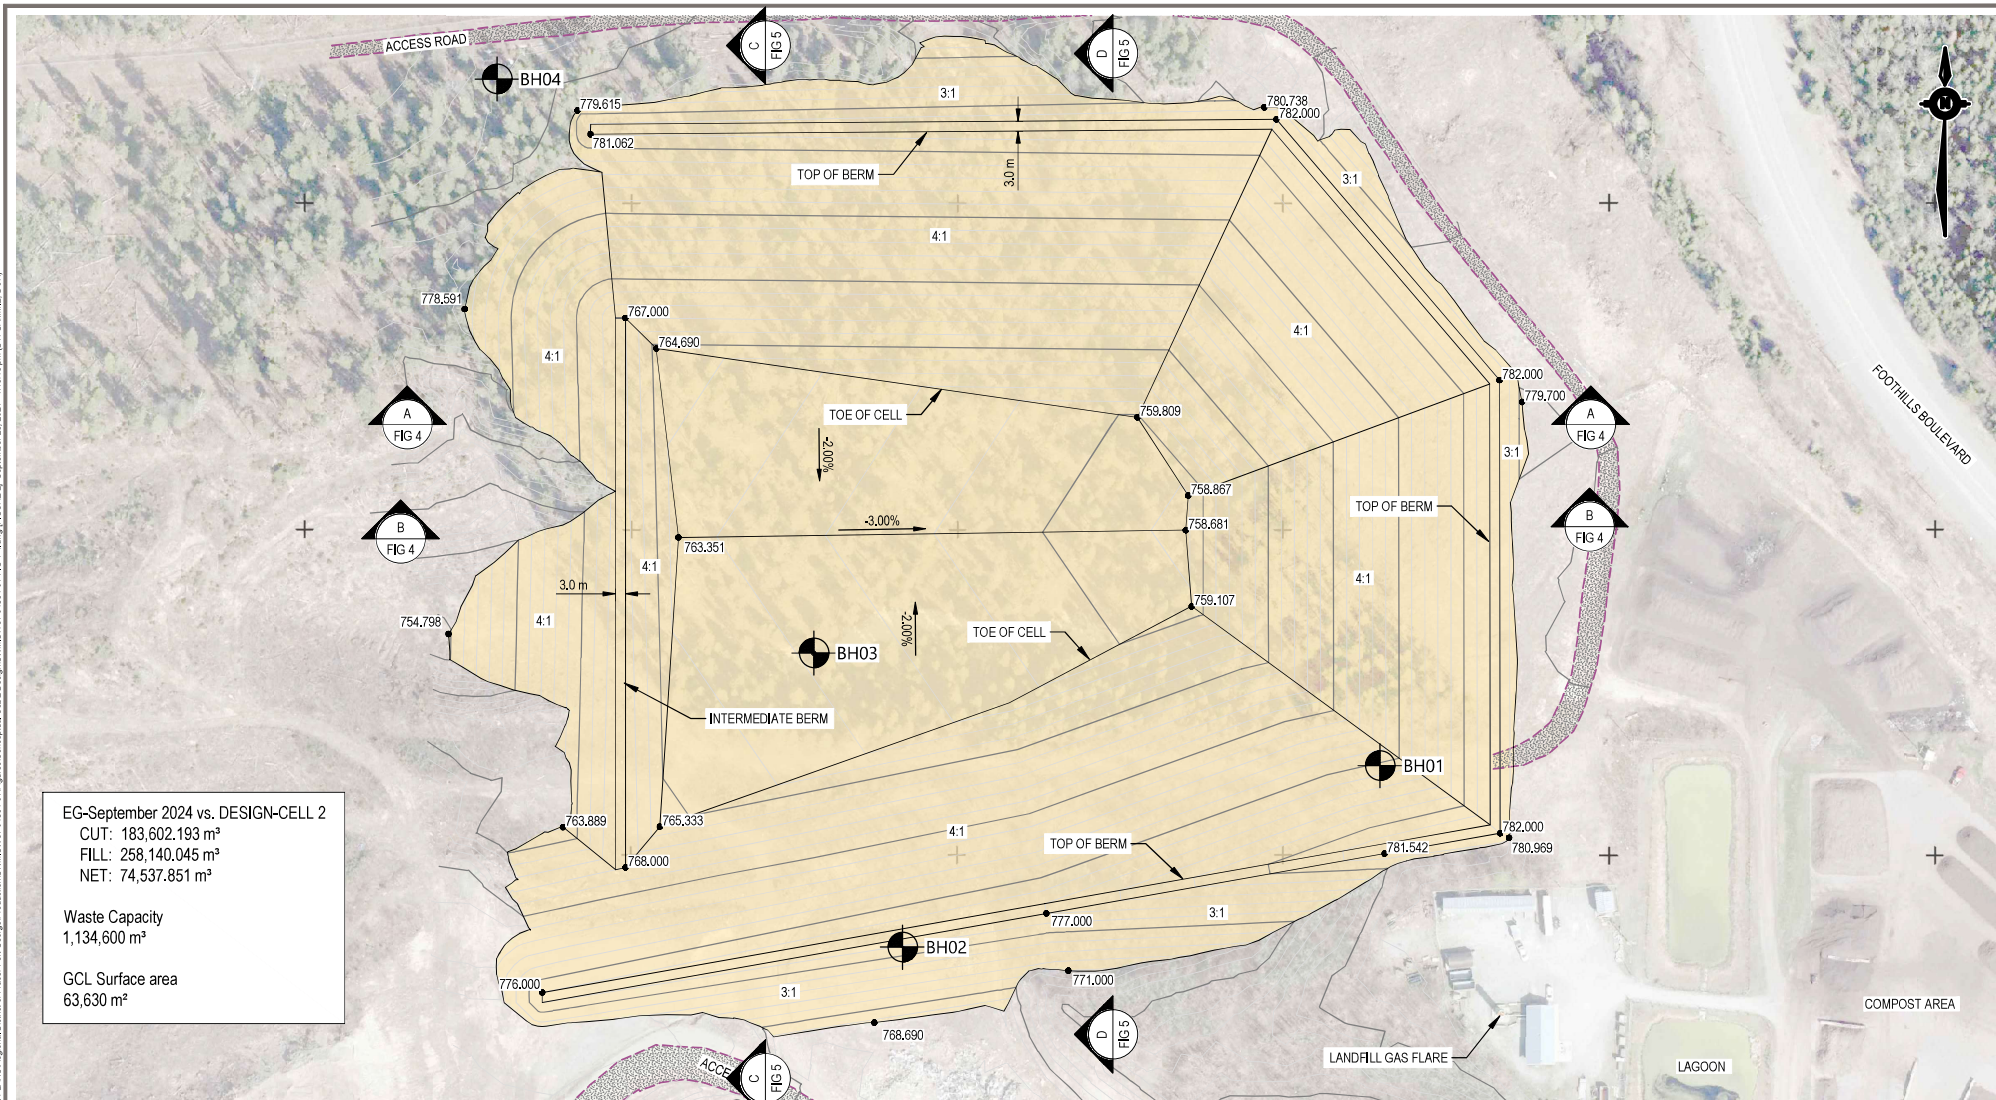 ACCESS ROAD
C
FIG 5
D
FIG 5
BH04
779.615
3:1
780.738
782.000
781.062
TOP OF BERM
3.0 m
3:1
4:1
778.591
767.000
4:1
4:1
764.690
782.000
779.700
FOOTHILLS BOULEVARD
A
FIG 4
TOE OF CELL
759.809
A
FIG 4
-2.00%
3:1
758.867
TOP OF BERM
B
FIG 4
-3.00%
758.681
B
FIG 4
763.351
4:1
4:1
3.0 m
754.798
4:1
759.107
-2.00%
TOE OF CELL
BH03
INTERMEDIATE BERM
BH01
EG-September 2024 vs. DESIGN-CELL 2
CUT: 183,602.193 m³
FILL: 258,140.045 m³
NET: 74,537.851 m³
Waste Capacity
1,134,600 m³
GCL Surface area
63,630 m²
763.889
765.333
4:1
782.000
TOP OF BERM
781.542
780.969
768.000
777.000
3:1
BH02
776.000
3:1
771.000
768.690
COMPOST AREA
D
FIG 5
LANDFILL GAS FLARE
LAGOON
ACCE
C
FIG 5